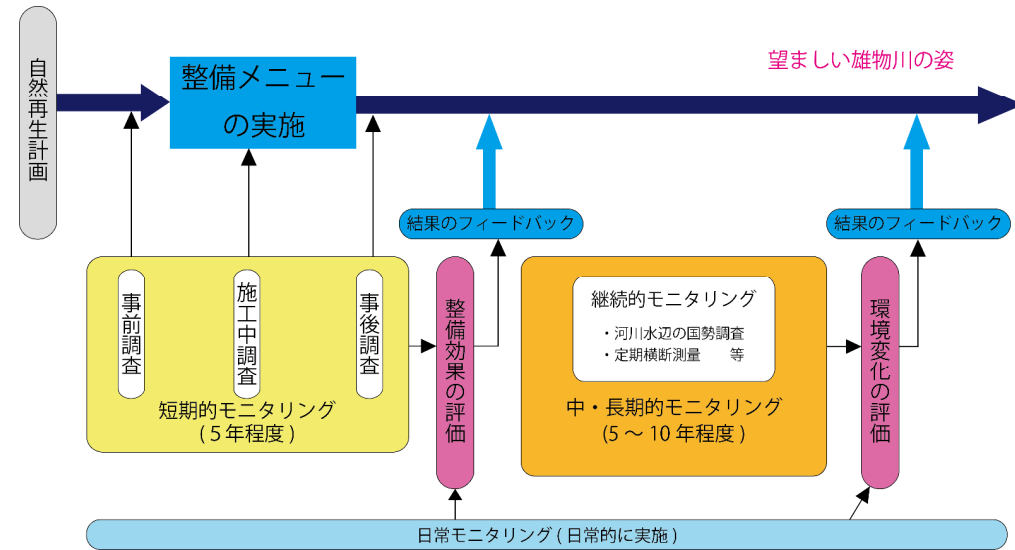 自然再生計画
整備メニュー
の実施
望ましい雄物川の姿
結果のフィードバック
結果のフィードバック
事前調査
施工中調査
事後調査
短期的モニタリング
(5年程度)
整備効果の評価
継続的モニタリング
・河川水辺の国勢調査
・定期横断測量　等
中・長期的モニタリング
(5～10年程度)
環境変化の評価
日常モニタリング(日常的に実施)